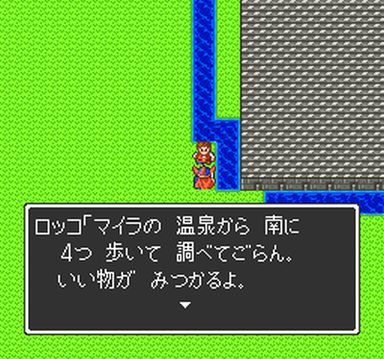 ロッコ「マイラの 温泉から 南に
4つ 歩いて 調べてごらん。
いい物が みつかるよ。